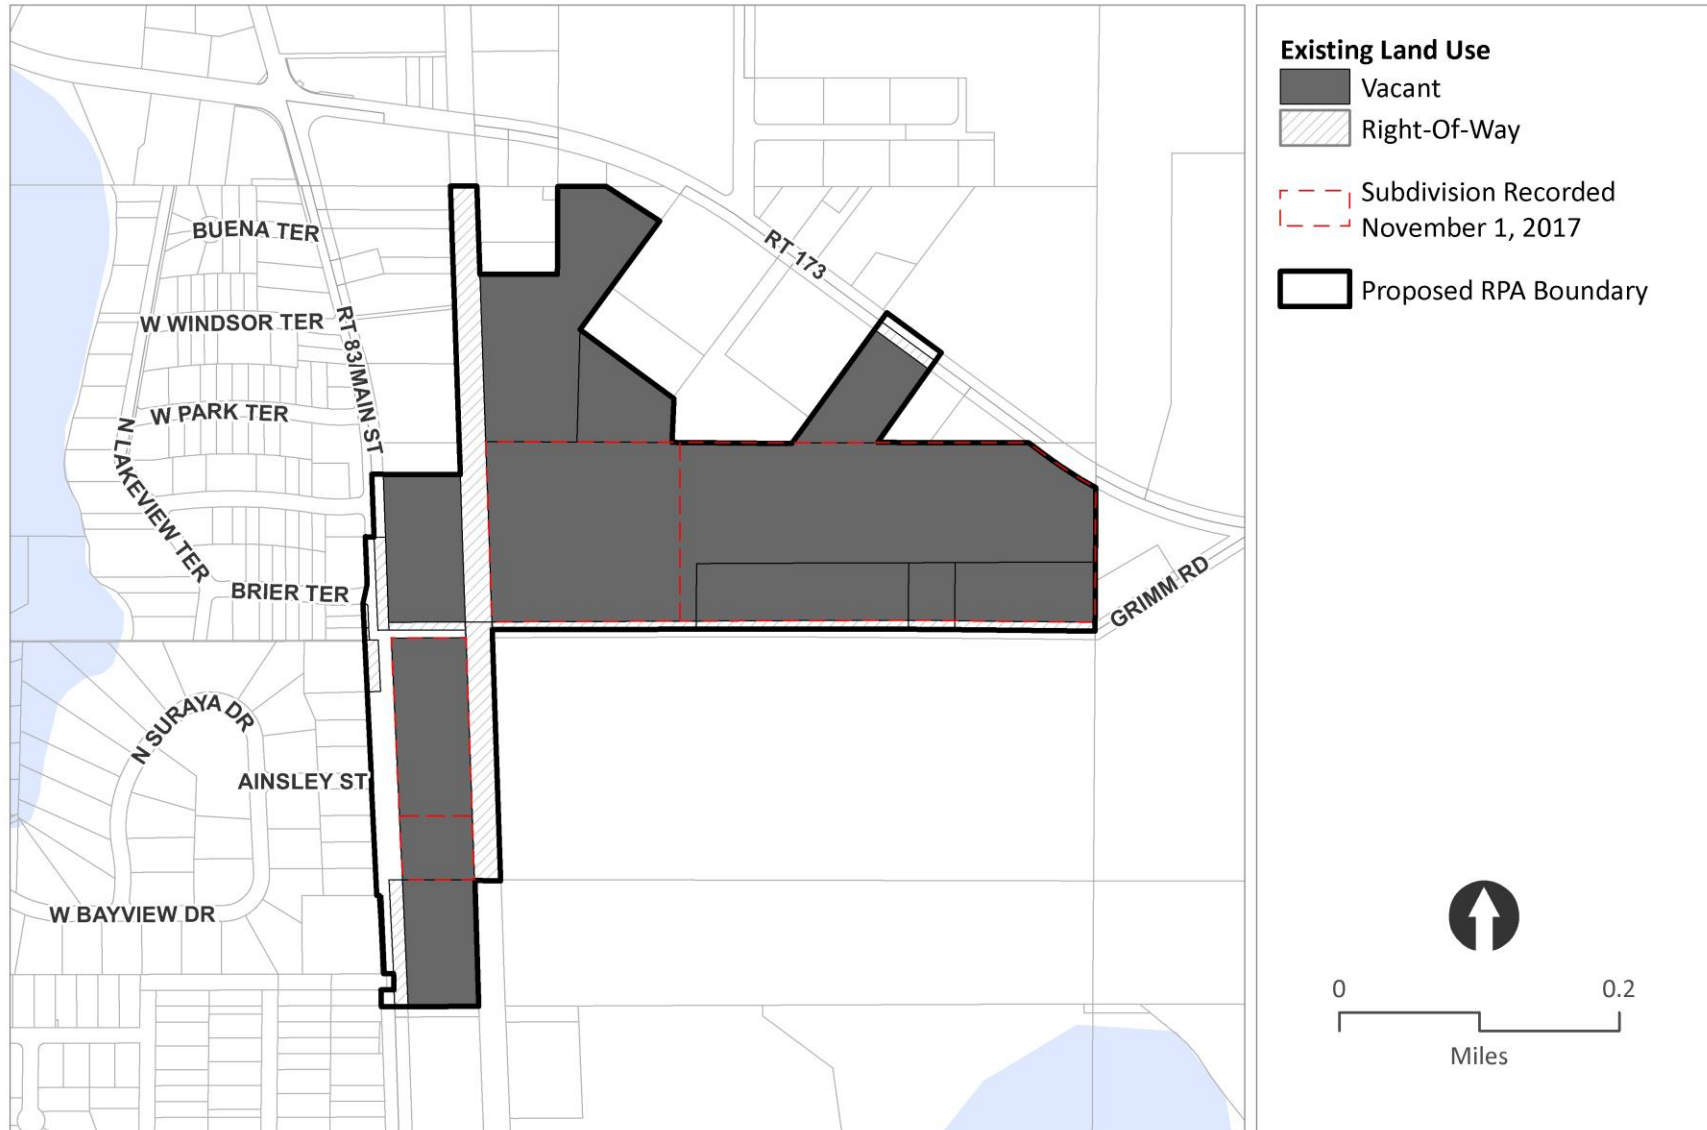 Existing Land Use
Vacant
Right-Of-Way
Subdivision Recorded
November 1, 2017
Proposed RPA Boundary
BUENA TER
RT 173
W WINDSOR TER
RT 83/MAIN ST
W PARK TER
N LAKEVIEW TER
BRIER TER
GRIMM RD
N SURAYA DR
AINSLEY ST
W BAYVIEW DR
0 0.2
Miles